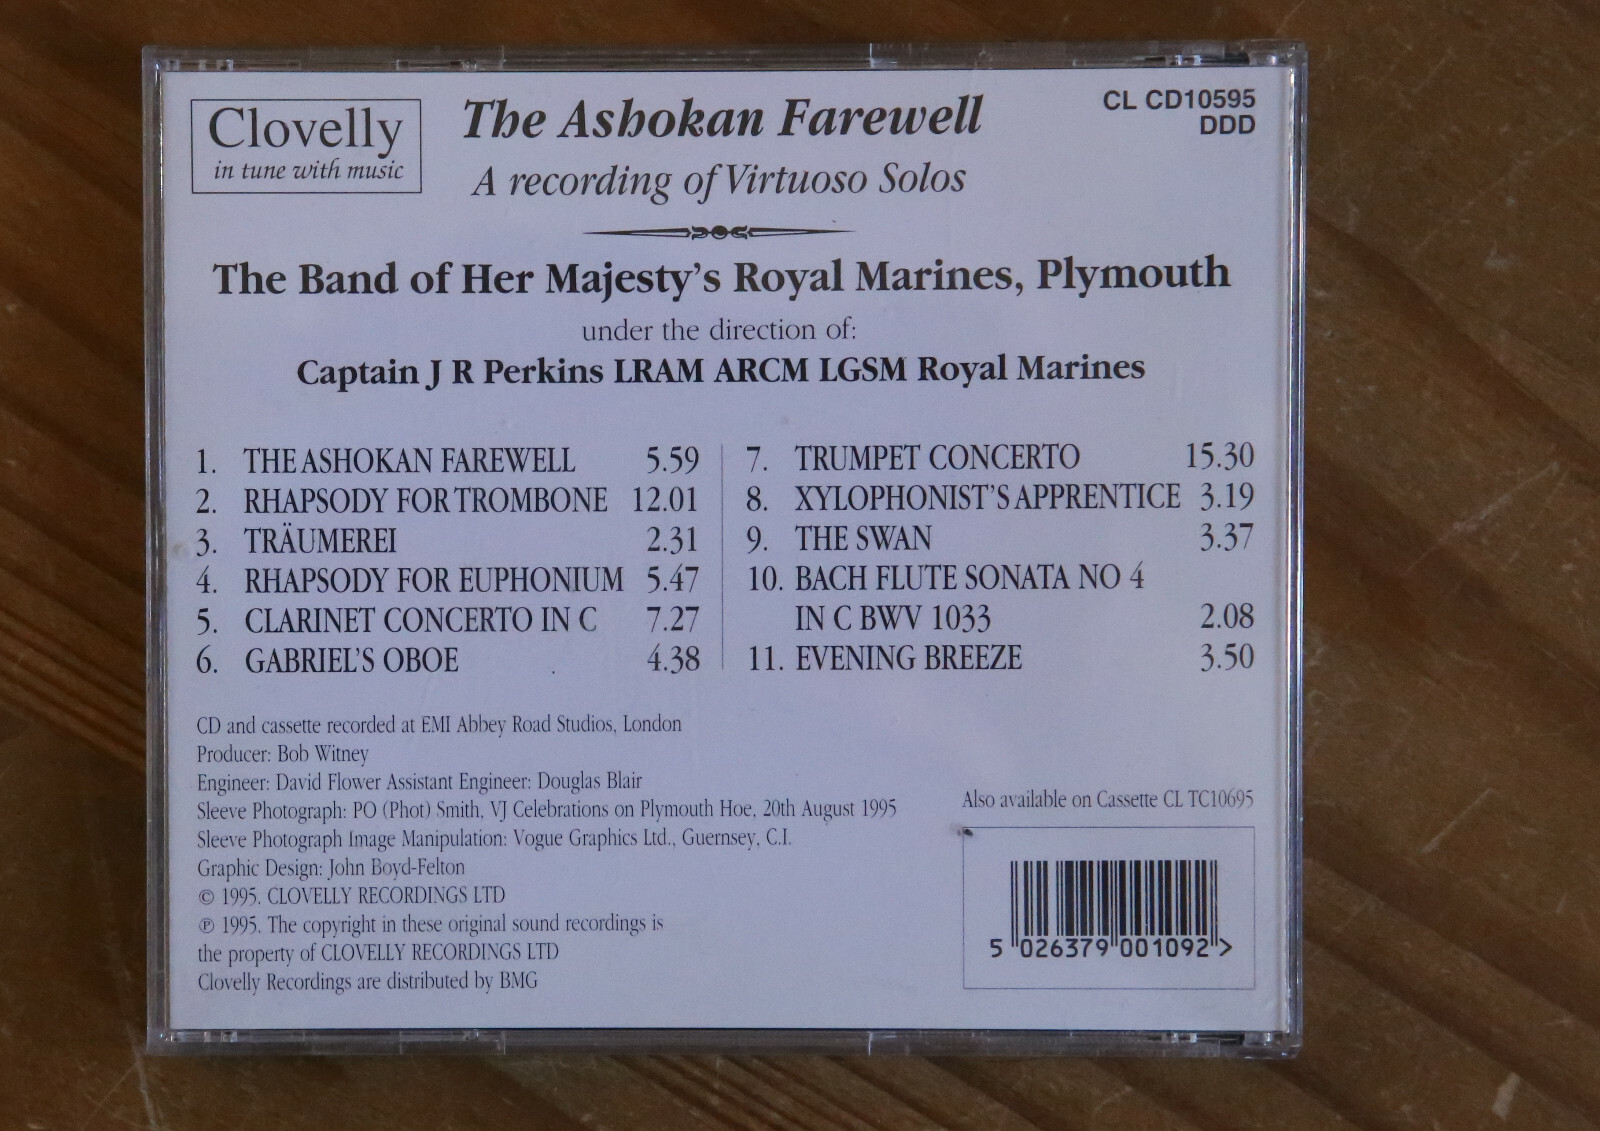 Clovelly
in tune with music
The Ashokan Farewell
A recording of Virtuoso Solos
CL CD10595
DDD
The Band of Her Majesty's Royal Marines, Plymouth
under the direction of:
Captain J R Perkins LRAM ARCM LGSM Royal Marines
1. THE ASHOKAN FAREWELL 5.59
2. RHAPSODY FOR TROMBONE 12.01
3. TRÄUMEREI 2.31
4. RHAPSODY FOR EUPHONIUM 5.47
5. CLARINET CONCERTO IN C 7.27
6. GABRIEL'S OBOE 4.38
7. TRUMPET CONCERTO 15.30
8. XYLOPHONIST'S APPRENTICE 3.19
9. THE SWAN 3.37
10. BACH FLUTE SONATA NO 4
IN C BWV 1033 2.08
11. EVENING BREEZE 3.50
CD and cassette recorded at EMI Abbey Road Studios, London
Producer: Bob Witney
Engineer: David Flower Assistant Engineer: Douglas Blair
Sleeve Photograph: PO (Phot) Smith, VJ Celebrations on Plymouth Hoe, 20th August 1995
Sleeve Photograph Image Manipulation: Vogue Graphics Ltd., Guernsey, C.I.
Graphic Design: John Boyd-Felton
© 1995. CLOVELLY RECORDINGS LTD
℗ 1995. The copyright in these original sound recordings is
the property of CLOVELLY RECORDINGS LTD
Clovelly Recordings are distributed by BMG
Also available on Cassette CL TC10695
5 026379 001092 >